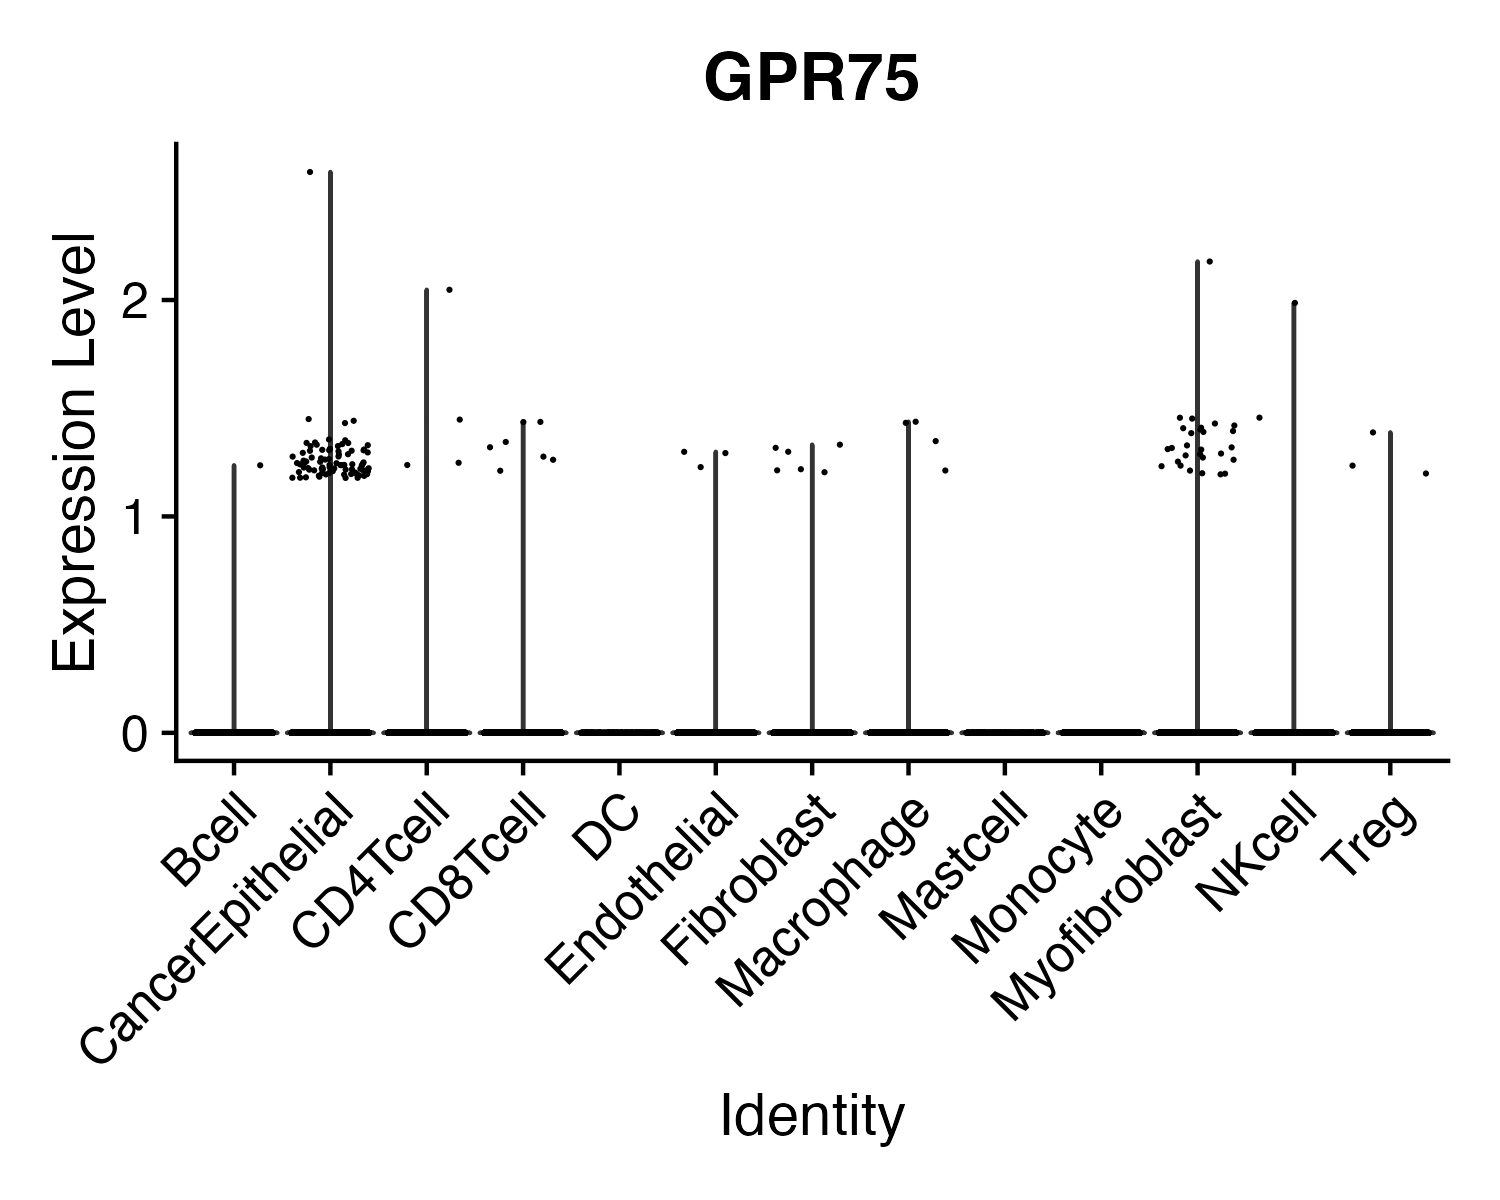 GPR75
Expression Level
2
1
0
Bcell
CancerEpithelial
CD4Tcell
CD8Tcell
DC
Endothelial
Fibroblast
Macrophage
Mastcell
Monocyte
Myofibroblast
NKcell
Treg
Identity